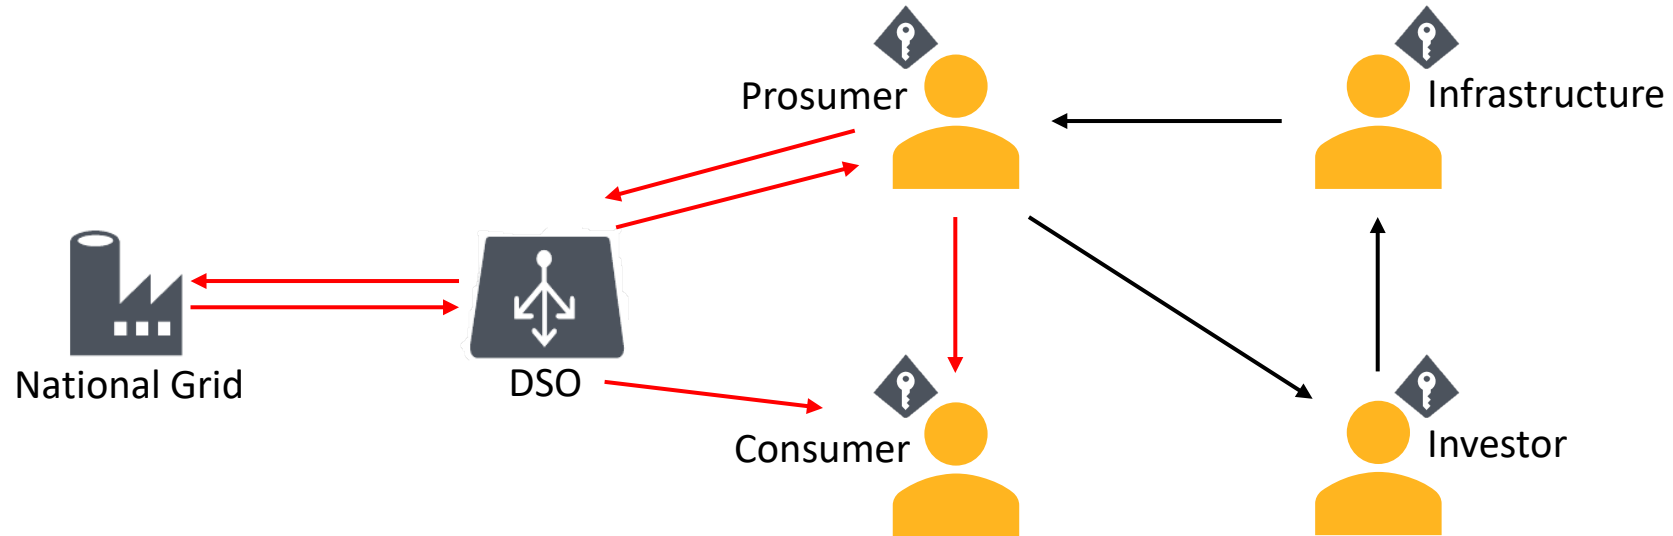 Prosumer
Infrastructure
National Grid
DSO
Consumer
Investor